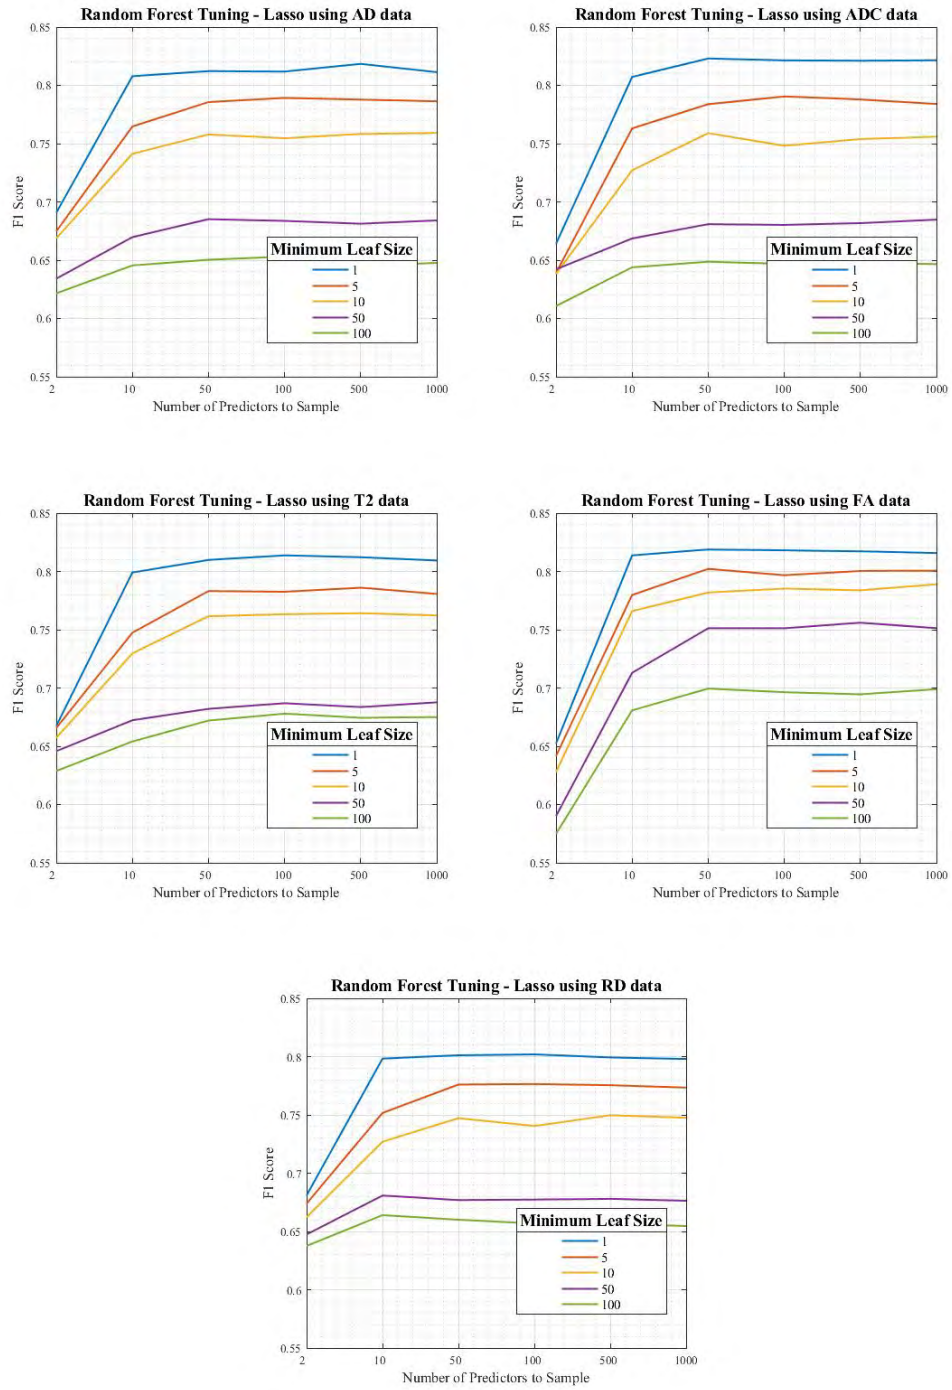 Random Forest Tuning - Lasso using AD data
0.85
0.8
0.75
0.7
0.65
0.6
0.55
F1 Score
Minimum Leaf Size
1
5
10
50
100
2 10 50 100 500 1000
Number of Predictors to Sample
Random Forest Tuning - Lasso using ADC data
0.85
0.8
0.75
0.7
0.65
0.6
0.55
F1 Score
Minimum Leaf Size
1
5
10
50
100
2 10 50 100 500 1000
Number of Predictors to Sample
Random Forest Tuning - Lasso using T2 data
0.85
0.8
0.75
0.7
0.65
0.6
0.55
F1 Score
Minimum Leaf Size
1
5
10
50
100
2 10 50 100 500 1000
Number of Predictors to Sample
Random Forest Tuning - Lasso using FA data
0.85
0.8
0.75
0.7
0.65
0.6
0.55
F1 Score
Minimum Leaf Size
1
5
10
50
100
2 10 50 100 500 1000
Number of Predictors to Sample
Random Forest Tuning - Lasso using RD data
0.85
0.8
0.75
0.7
0.65
0.6
0.55
F1 Score
Minimum Leaf Size
1
5
10
50
100
2 10 50 100 500 1000
Number of Predictors to Sample